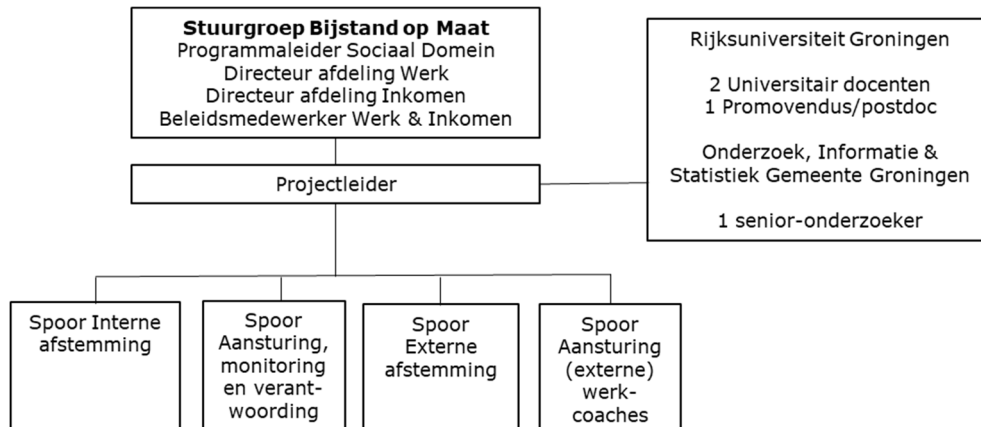 Stuurgroep Bijstand op Maat
Programmaleider Sociaal Domein
Directeur afdeling Werk
Directeur afdeling Inkomen
Beleidsmedewerker Werk & Inkomen
Rijksuniversiteit Groningen
2 Universitair docenten
1 Promovendus/postdoc
Onderzoek, Informatie &
Statistiek Gemeente Groningen
1 senior-onderzoeker
Projectleider
Spoor Interne
afstemming
Spoor
Aansturing,
monitoring
en verant-
woording
Spoor
Externe
afstemming
Spoor
Aansturing
(externe)
werk-
coaches